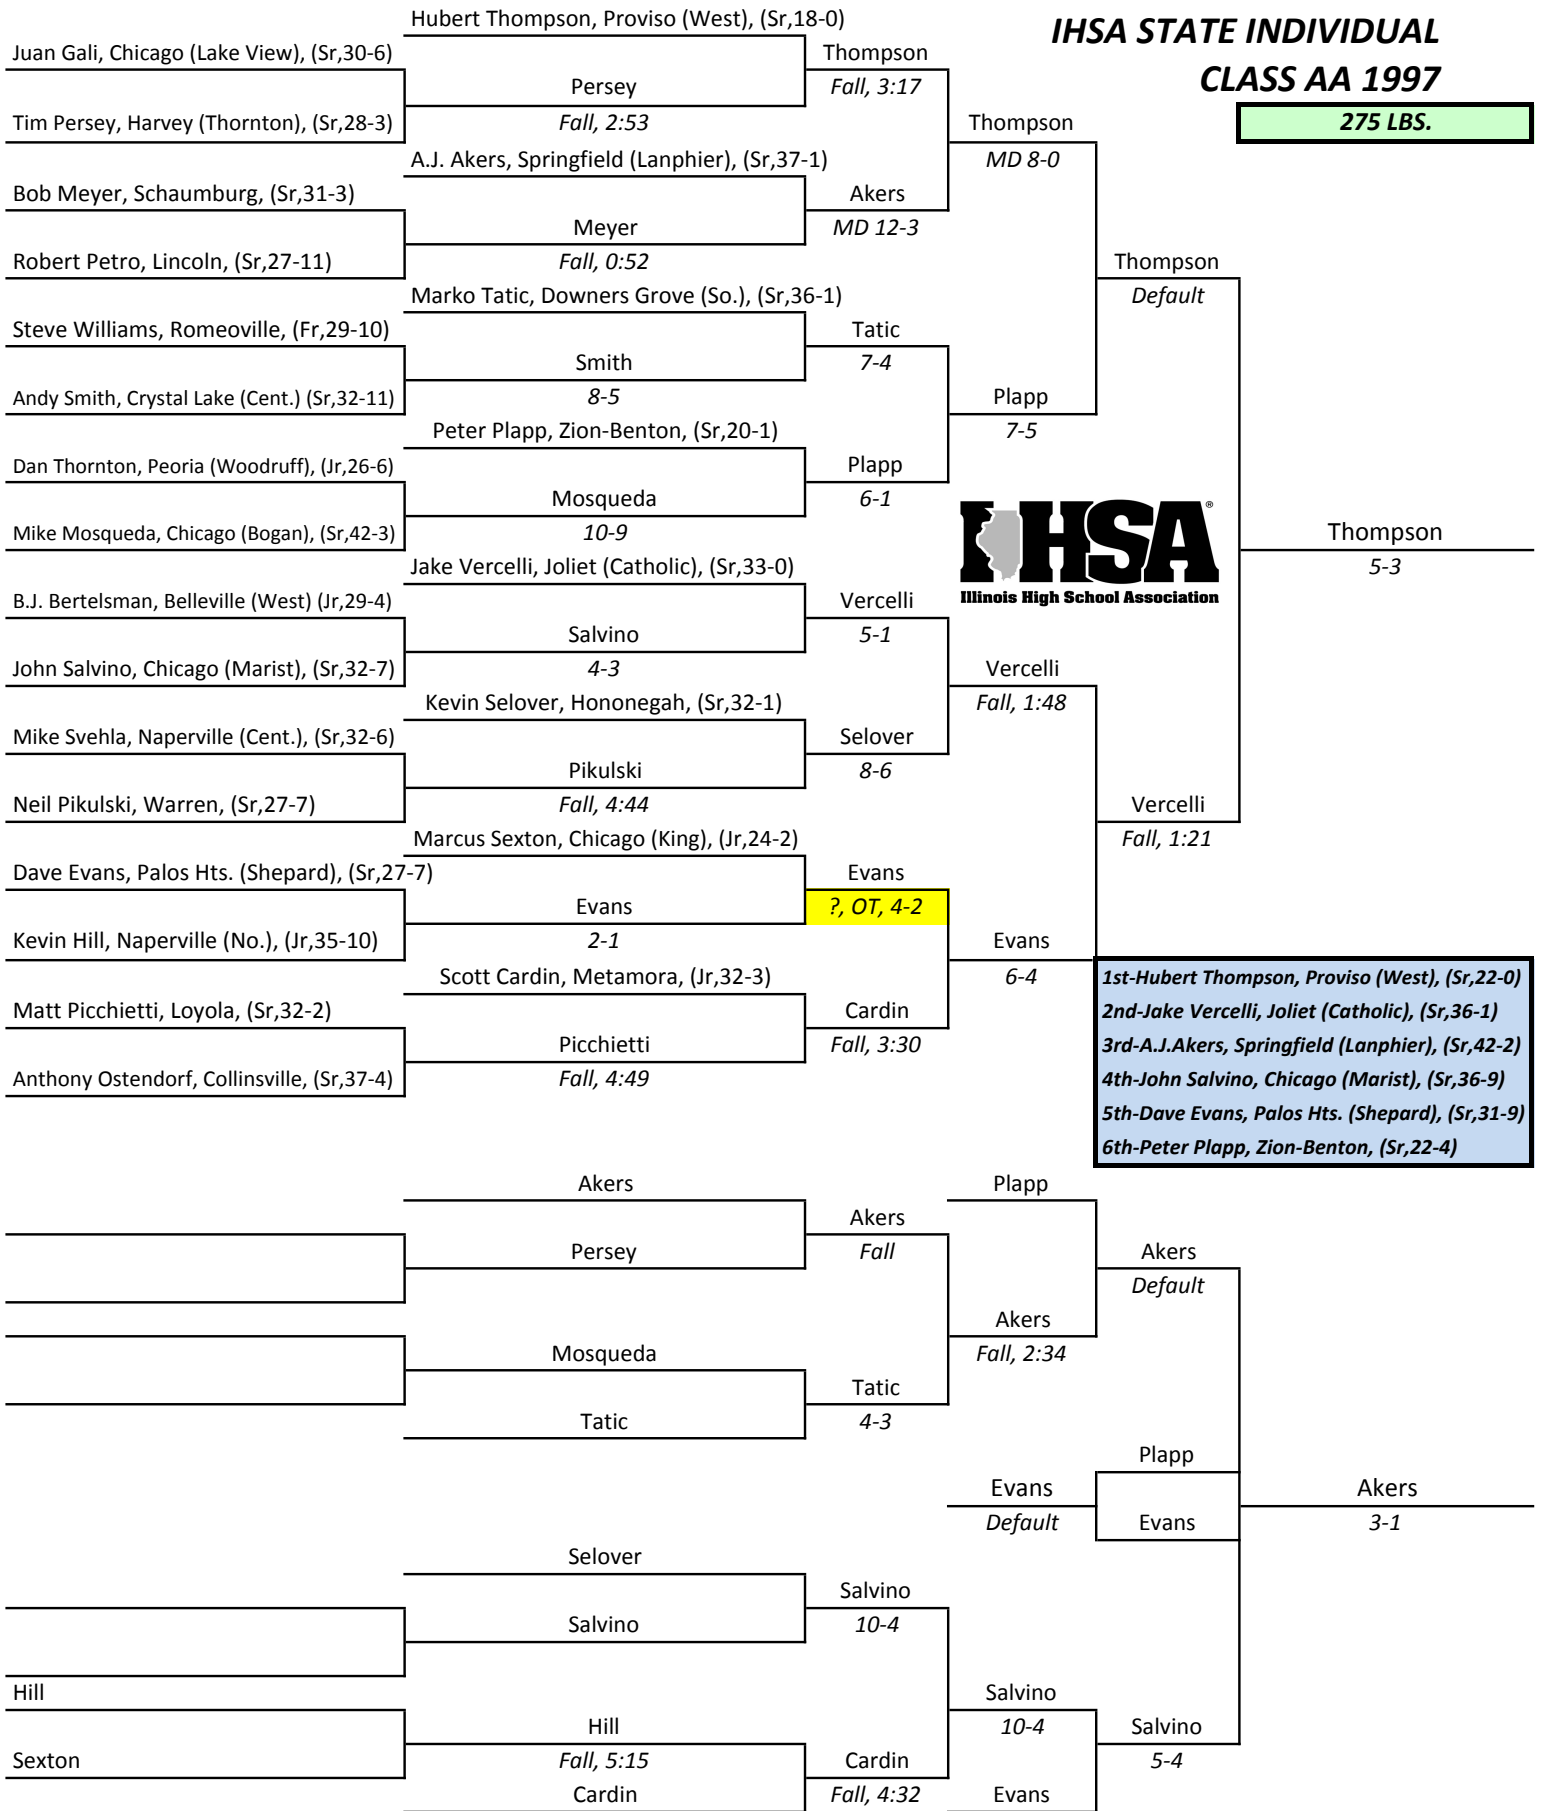 IHSA STATE INDIVIDUAL
CLASS AA 1997
275 LBS.
Hubert Thompson, Proviso (West), (Sr,18-0)
Juan Gali, Chicago (Lake View), (Sr,30-6)
Thompson
Persey
Fall, 3:17
Tim Persey, Harvey (Thornton), (Sr,28-3)
Fall, 2:53
Thompson
A.J. Akers, Springfield (Lanphier), (Sr,37-1)
MD 8-0
Bob Meyer, Schaumburg, (Sr,31-3)
Akers
Meyer
MD 12-3
Robert Petro, Lincoln, (Sr,27-11)
Fall, 0:52
Thompson
Marko Tatic, Downers Grove (So.), (Sr,36-1)
Default
Steve Williams, Romeoville, (Fr,29-10)
Tatic
Smith
7-4
Andy Smith, Crystal Lake (Cent.) (Sr,32-11)
8-5
Plapp
Peter Plapp, Zion-Benton, (Sr,20-1)
7-5
Dan Thornton, Peoria (Woodruff), (Jr,26-6)
Plapp
Mosqueda
6-1
IHSA®
Mike Mosqueda, Chicago (Bogan), (Sr,42-3)
10-9
Thompson
Jake Vercelli, Joliet (Catholic), (Sr,33-0)
5-3
B.J. Bertelsman, Belleville (West) (Jr,29-4)
Vercelli
Illinois High School Association
Salvino
5-1
John Salvino, Chicago (Marist), (Sr,32-7)
4-3
Vercelli
Kevin Selover, Hononegah, (Sr,32-1)
Fall, 1:48
Mike Svehla, Naperville (Cent.), (Sr,32-6)
Selover
Pikulski
8-6
Neil Pikulski, Warren, (Sr,27-7)
Fall, 4:44
Vercelli
Marcus Sexton, Chicago (King), (Jr,24-2)
Fall, 1:21
Dave Evans, Palos Hts. (Shepard), (Sr,27-7)
Evans
Evans
?, OT, 4-2
Kevin Hill, Naperville (No.), (Jr,35-10)
2-1
Evans
Scott Cardin, Metamora, (Jr,32-3)
6-4
1st-Hubert Thompson, Proviso (West), (Sr,22-0)
Matt Picchietti, Loyola, (Sr,32-2)
Cardin
2nd-Jake Vercelli, Joliet (Catholic), (Sr,36-1)
Picchietti
Fall, 3:30
3rd-A.J.Akers, Springfield (Lanphier), (Sr,42-2)
Anthony Ostendorf, Collinsville, (Sr,37-4)
Fall, 4:49
4th-John Salvino, Chicago (Marist), (Sr,36-9)
5th-Dave Evans, Palos Hts. (Shepard), (Sr,31-9)
6th-Peter Plapp, Zion-Benton, (Sr,22-4)
Akers
Plapp
Akers
Persey
Fall
Akers
Default
Akers
Mosqueda
Fall, 2:34
Tatic
Tatic
4-3
Plapp
Evans
Akers
Default
Evans
3-1
Selover
Salvino
Salvino
10-4
Hill
Salvino
Hill
10-4
Salvino
Sexton
Fall, 5:15
Cardin
5-4
Cardin
Fall, 4:32
Evans